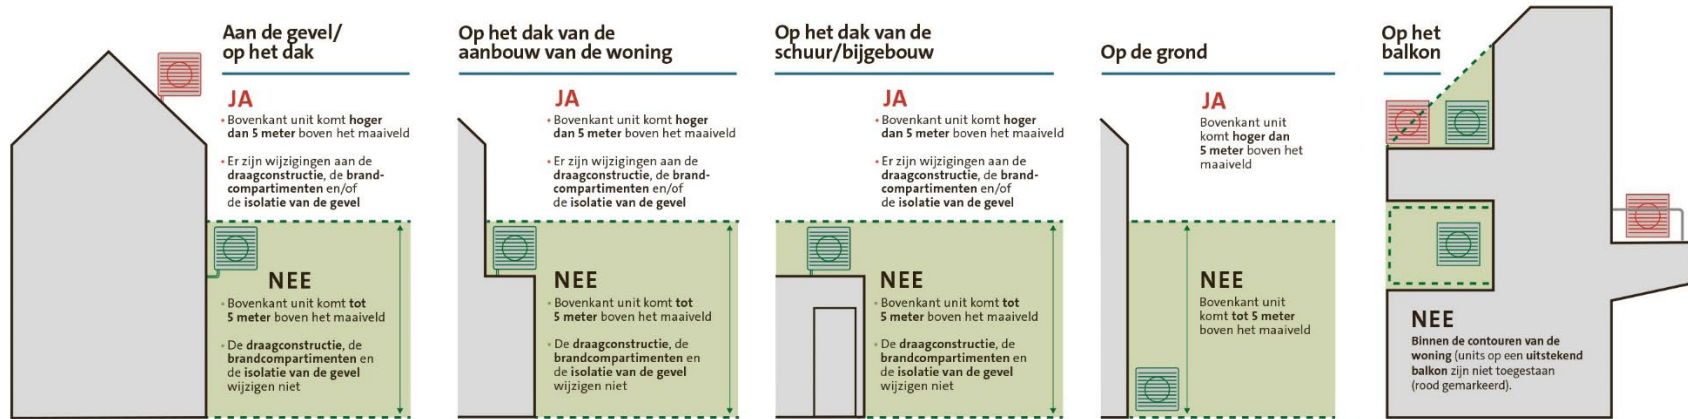 Aan de gevel/
op het dak
JA
• Bovenkant unit komt hoger
dan 5 meter boven het maaiveld
• Er zijn wijzigingen aan de
draagconstructie, de brand-
compartimenten en/of
de isolatie van de gevel
NEE
• Bovenkant unit komt tot
5 meter boven het maaiveld
• De draagconstructie, de
brandcompartimenten en
de isolatie van de gevel
wijzigen niet
Op het dak van de
aanbouw van de woning
JA
• Bovenkant unit komt hoger
dan 5 meter boven het maaiveld
• Er zijn wijzigingen aan de
draagconstructie, de brand-
compartimenten en/of
de isolatie van de gevel
NEE
• Bovenkant unit komt tot
5 meter boven het maaiveld
• De draagconstructie, de
brandcompartimenten en
de isolatie van de gevel
wijzigen niet
Op het dak van de
schuur/bijgebouw
JA
• Bovenkant unit komt hoger
dan 5 meter boven het maaiveld
• Er zijn wijzigingen aan de
draagconstructie, de brand-
compartimenten en/of
de isolatie van de gevel
NEE
• Bovenkant unit komt tot
5 meter boven het maaiveld
• De draagconstructie, de
brandcompartimenten en
de isolatie van de gevel
wijzigen niet
Op de grond
JA
Bovenkant unit
komt hoger dan
5 meter boven het
maaiveld
NEE
Bovenkant unit
komt tot 5 meter
boven het maaiveld
Op het
balkon
NEE
Binnen de contouren van de
woning (units op een uitstekend
balkon zijn niet toegestaan
(rood gemarkeerd).